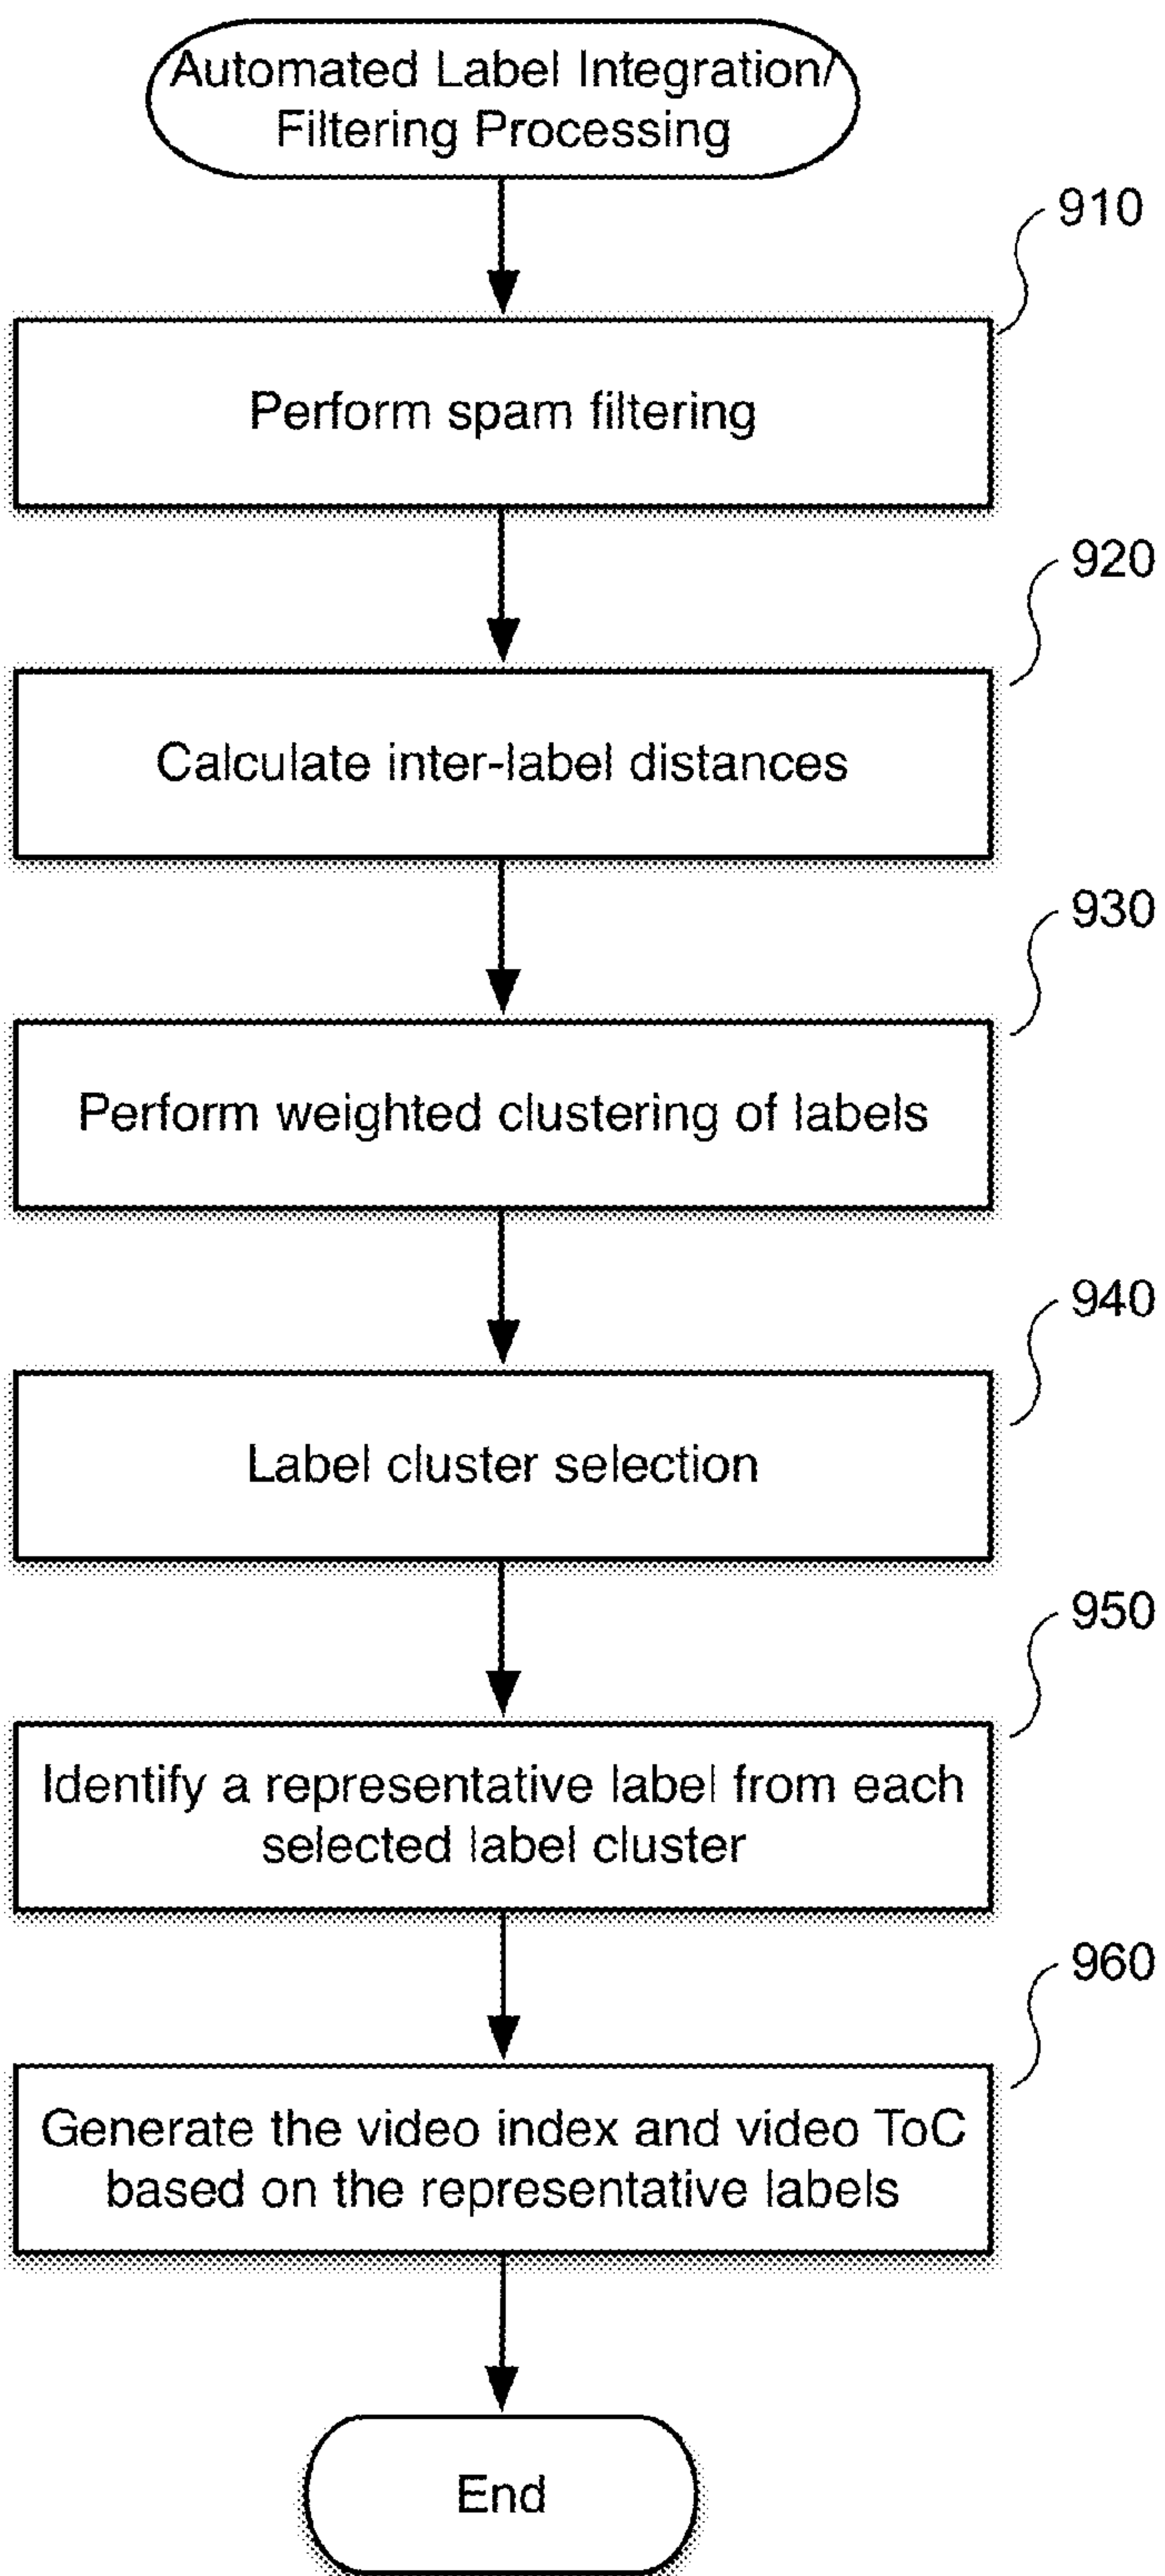 Automated Label Integration/
Filtering Processing
910
Perform spam filtering
920
Calculate inter-label distances
930
Perform weighted clustering of labels
940
Label cluster selection
950
Identify a representative label from each
selected label cluster
960
Generate the video index and video ToC
based on the representative labels
End